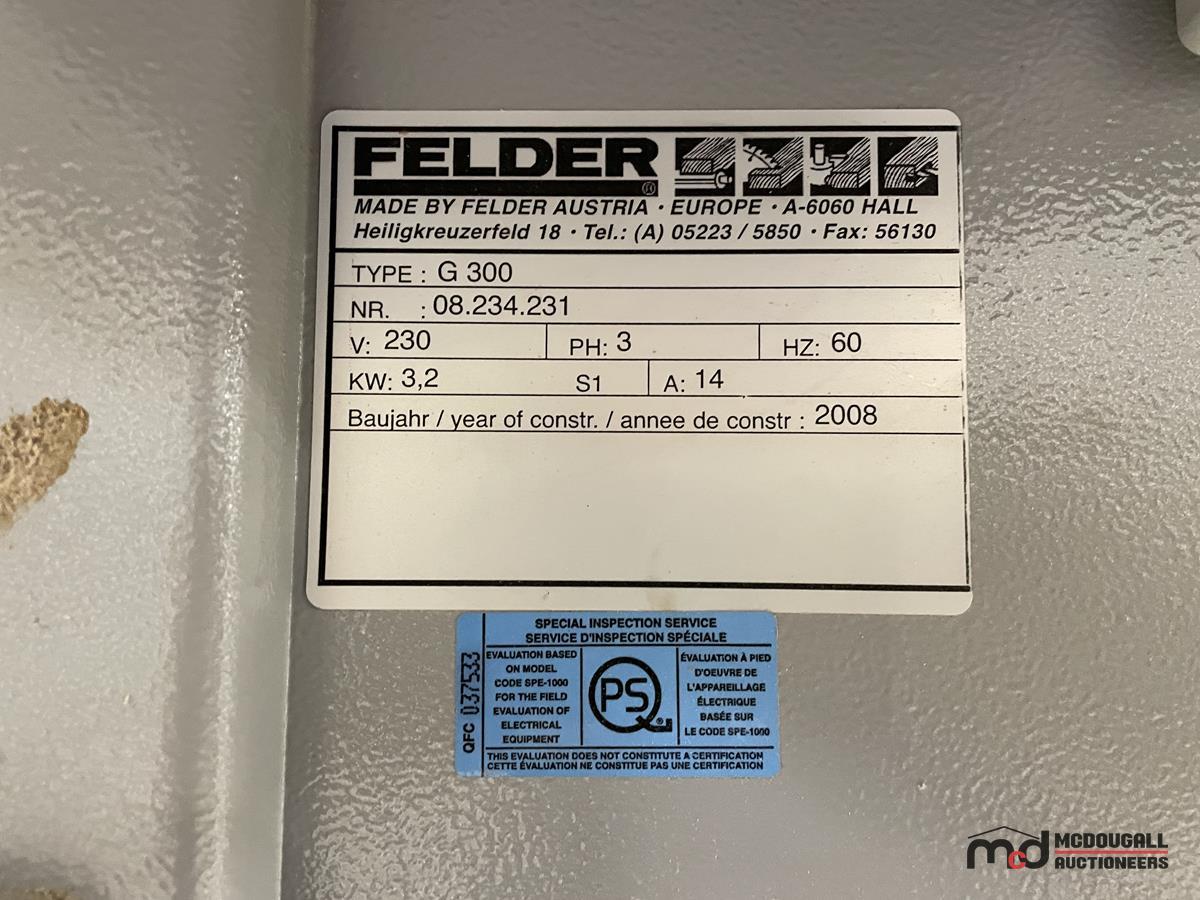 FELDER ®
MADE BY FELDER AUSTRIA · EUROPE · A-6060 HALL
Heiligkreuzerfeld 18 · Tel.: (A) 05223 / 5850 · Fax: 56130
TYPE : G 300
NR. : 08.234.231
V: 230 PH: 3 HZ: 60
KW: 3,2 S1 A: 14
Baujahr / year of constr. / annee de constr : 2008
SPECIAL INSPECTION SERVICE
SERVICE D'INSPECTION SPÉCIALE
QFC 037533
EVALUATION BASED
ON MODEL
CODE SPE-1000
FOR THE FIELD
EVALUATION OF
ELECTRICAL
EQUIPMENT
QPS ®
ÉVALUATION À PIED
D'OEUVRE DE
L'APPAREILLAGE
ÉLECTRIQUE
BASÉE SUR
LE CODE SPE-1000
THIS EVALUATION DOES NOT CONSTITUTE A CERTIFICATION
CETTE ÉVALUATION NE CONSTITUE PAS UNE CERTIFICATION
mcd MCDOUGALL
AUCTIONEERS